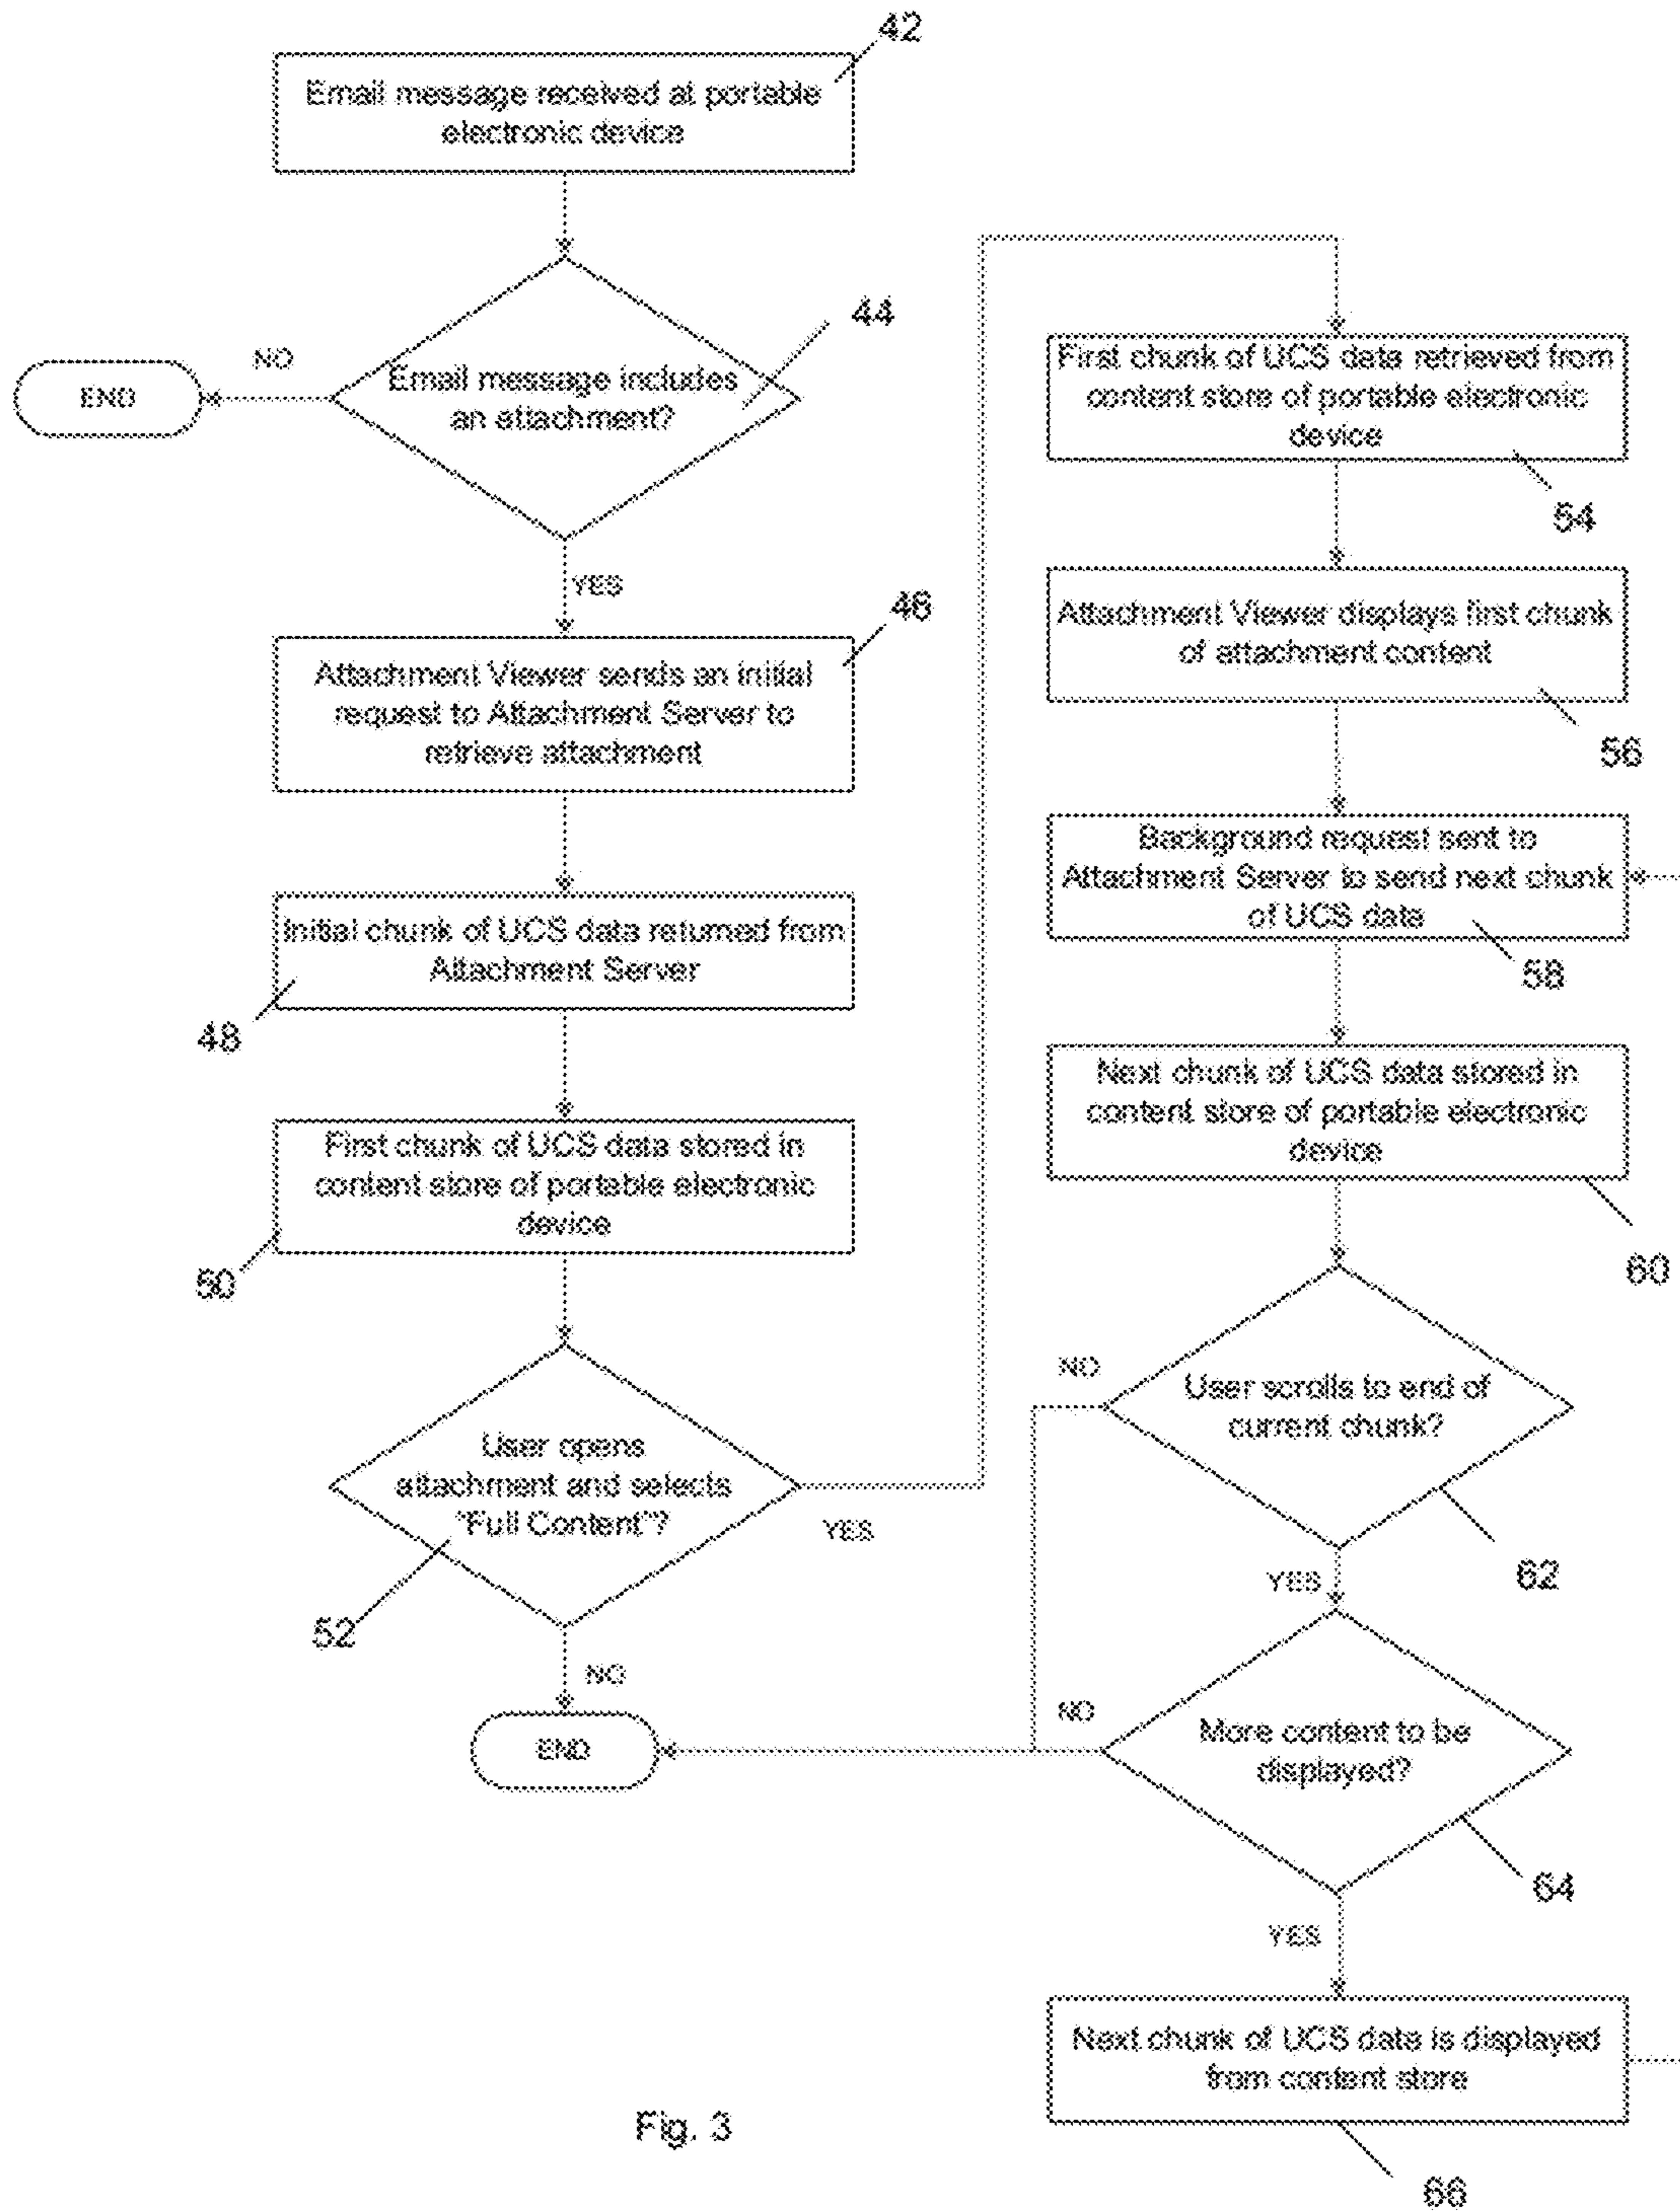 42
Email message received at portable
electronic device
44
Email message includes
an attachment?
NO
END
YES
46
Attachment Viewer sends an initial
request to Attachment Server to
retrieve attachment
Initial chunk of UCS data returned from
Attachment Server
48
First chunk of UCS data stored in
content store of portable electronic
device
50
User opens
attachment and selects
"Full Content"?
YES
52
NO
END
First chunk of UCS data retrieved from
content store of portable electronic
device
54
Attachment Viewer displays first chunk
of attachment content
56
Background request sent to
Attachment Server to send next chunk
of UCS data
58
Next chunk of UCS data stored in
content store of portable electronic
device
60
NO
User scrolls to end of
current chunk?
62
YES
NO
More content to be
displayed?
64
YES
Next chunk of UCS data is displayed
from content store
66
Fig. 3